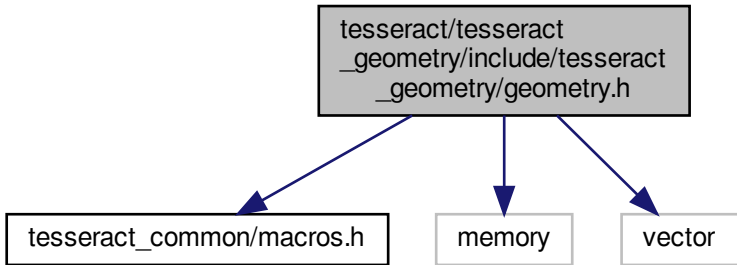 tesseract/tesseract
_geometry/include/tesseract
_geometry/geometry.h
tesseract_common/macros.h
memory
vector